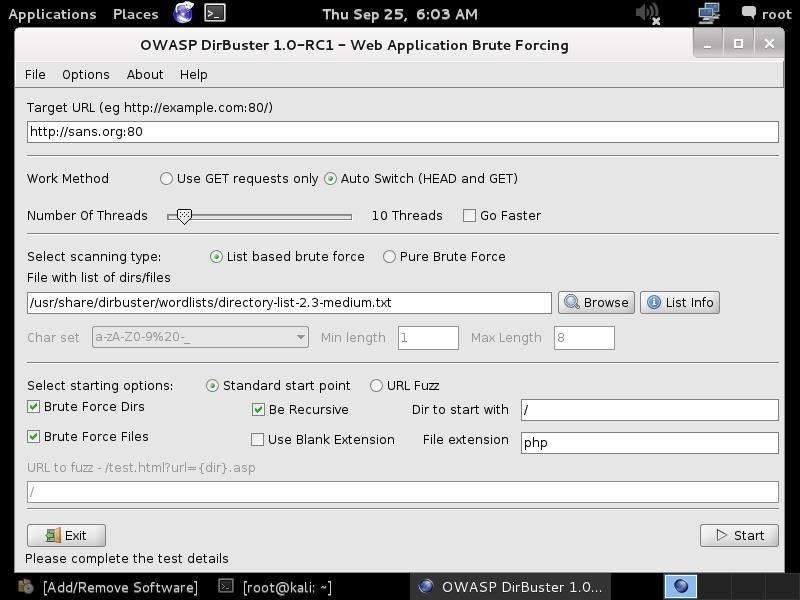 Applications Places Thu Sep 25, 6:03 AM root
OWASP DirBuster 1.0-RC1 - Web Application Brute Forcing
File Options About Help
Target URL (eg http://example.com:80/)
http://sans.org:80
Work Method Use GET requests only Auto Switch (HEAD and GET)
Number Of Threads 10 Threads Go Faster
Select scanning type: List based brute force Pure Brute Force
File with list of dirs/files
/usr/share/dirbuster/wordlists/directory-list-2.3-medium.txt Browse List Info
Char set a-zA-Z0-9%20-_ Min length 1 Max Length 8
Select starting options: Standard start point URL Fuzz
Brute Force Dirs Be Recursive Dir to start with /
Brute Force Files Use Blank Extension File extension php
URL to fuzz - /test.html?url={dir}.asp
/
Exit Start
Please complete the test details
[Add/Remove Software] [root@kali: ~] OWASP DirBuster 1.0...